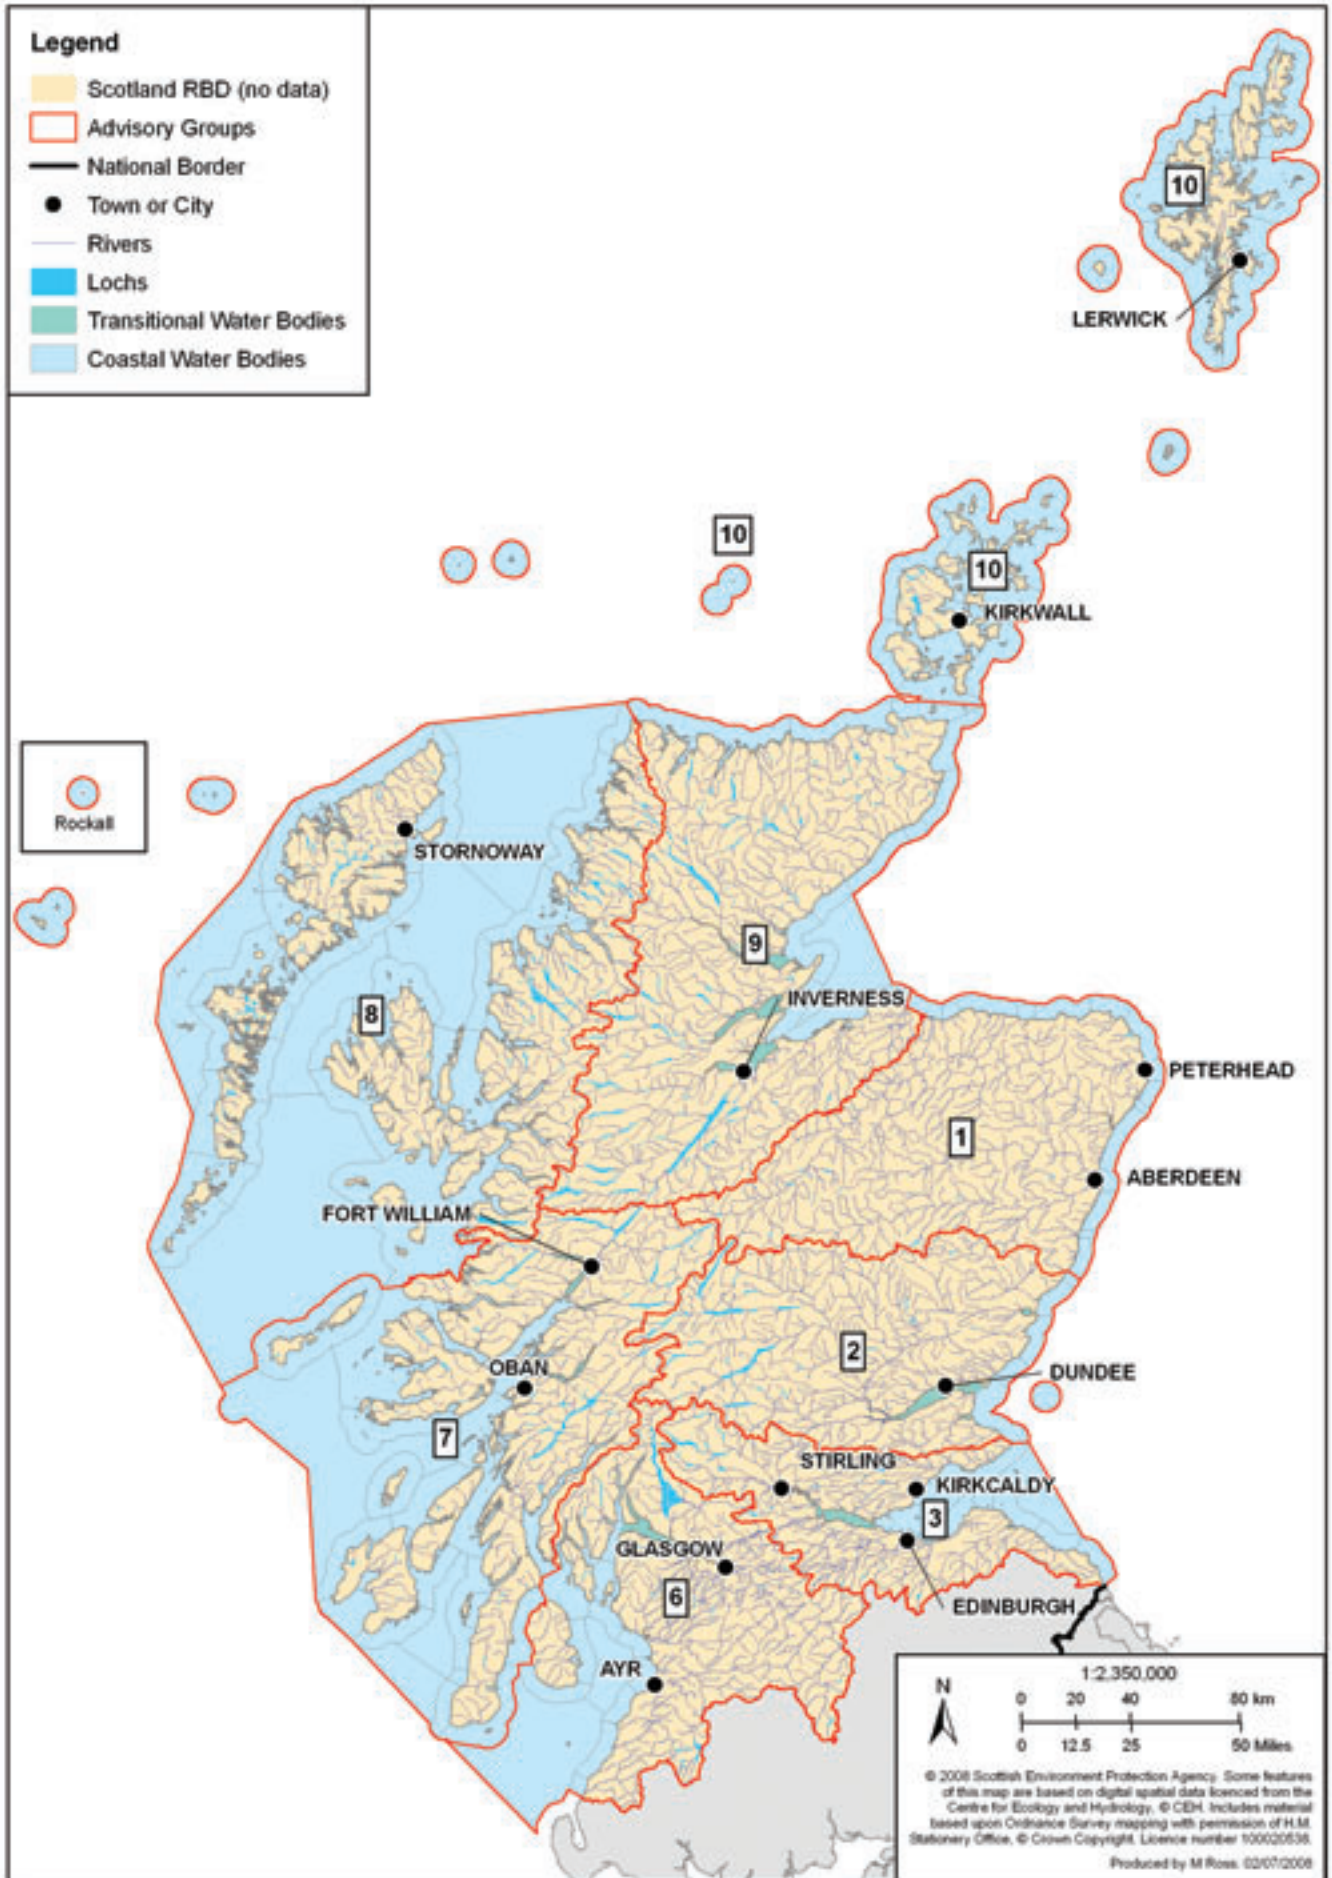 Legend
Scotland RBD (no data)
Advisory Groups
National Border
Town or City
Rivers
Lochs
Transitional Water Bodies
Coastal Water Bodies
10
LERWICK
10
10
KIRKWALL
Rockall
STORNOWAY
9
INVERNESS
8
PETERHEAD
1
ABERDEEN
FORT WILLIAM
2
OBAN
DUNDEE
7
STIRLING
KIRKCALDY
3
GLASGOW
6
EDINBURGH
AYR
N
1:2,350,000
0 20 40 80 km
0 12.5 25 50 Miles
© 2008 Scottish Environment Protection Agency. Some features
of this map are based on digital spatial data licenced from the
Centre for Ecology and Hydrology, © CEH. Includes material
based upon Ordnance Survey mapping with permission of H.M.
Stationery Office, © Crown Copyright. Licence number 100020538.
Produced by M Ross. 02/07/2008